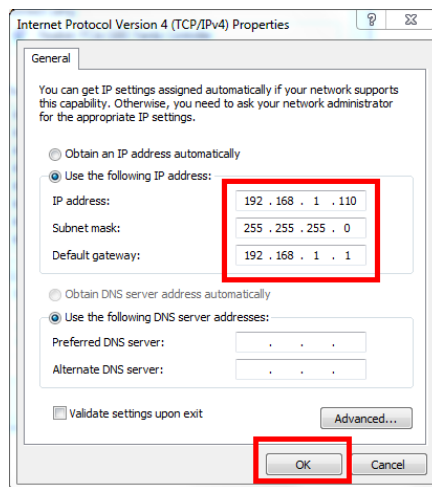 Internet Protocol Version 4 (TCP/IPv4) Properties
General
You can get IP settings assigned automatically if your network supports
this capability. Otherwise, you need to ask your network administrator
for the appropriate IP settings.
Obtain an IP address automatically
Use the following IP address:
IP address: 192 . 168 . 1 . 110
Subnet mask: 255 . 255 . 255 . 0
Default gateway: 192 . 168 . 1 . 1
Obtain DNS server address automatically
Use the following DNS server addresses:
Preferred DNS server: . . .
Alternate DNS server: . . .
Validate settings upon exit
Advanced...
OK Cancel